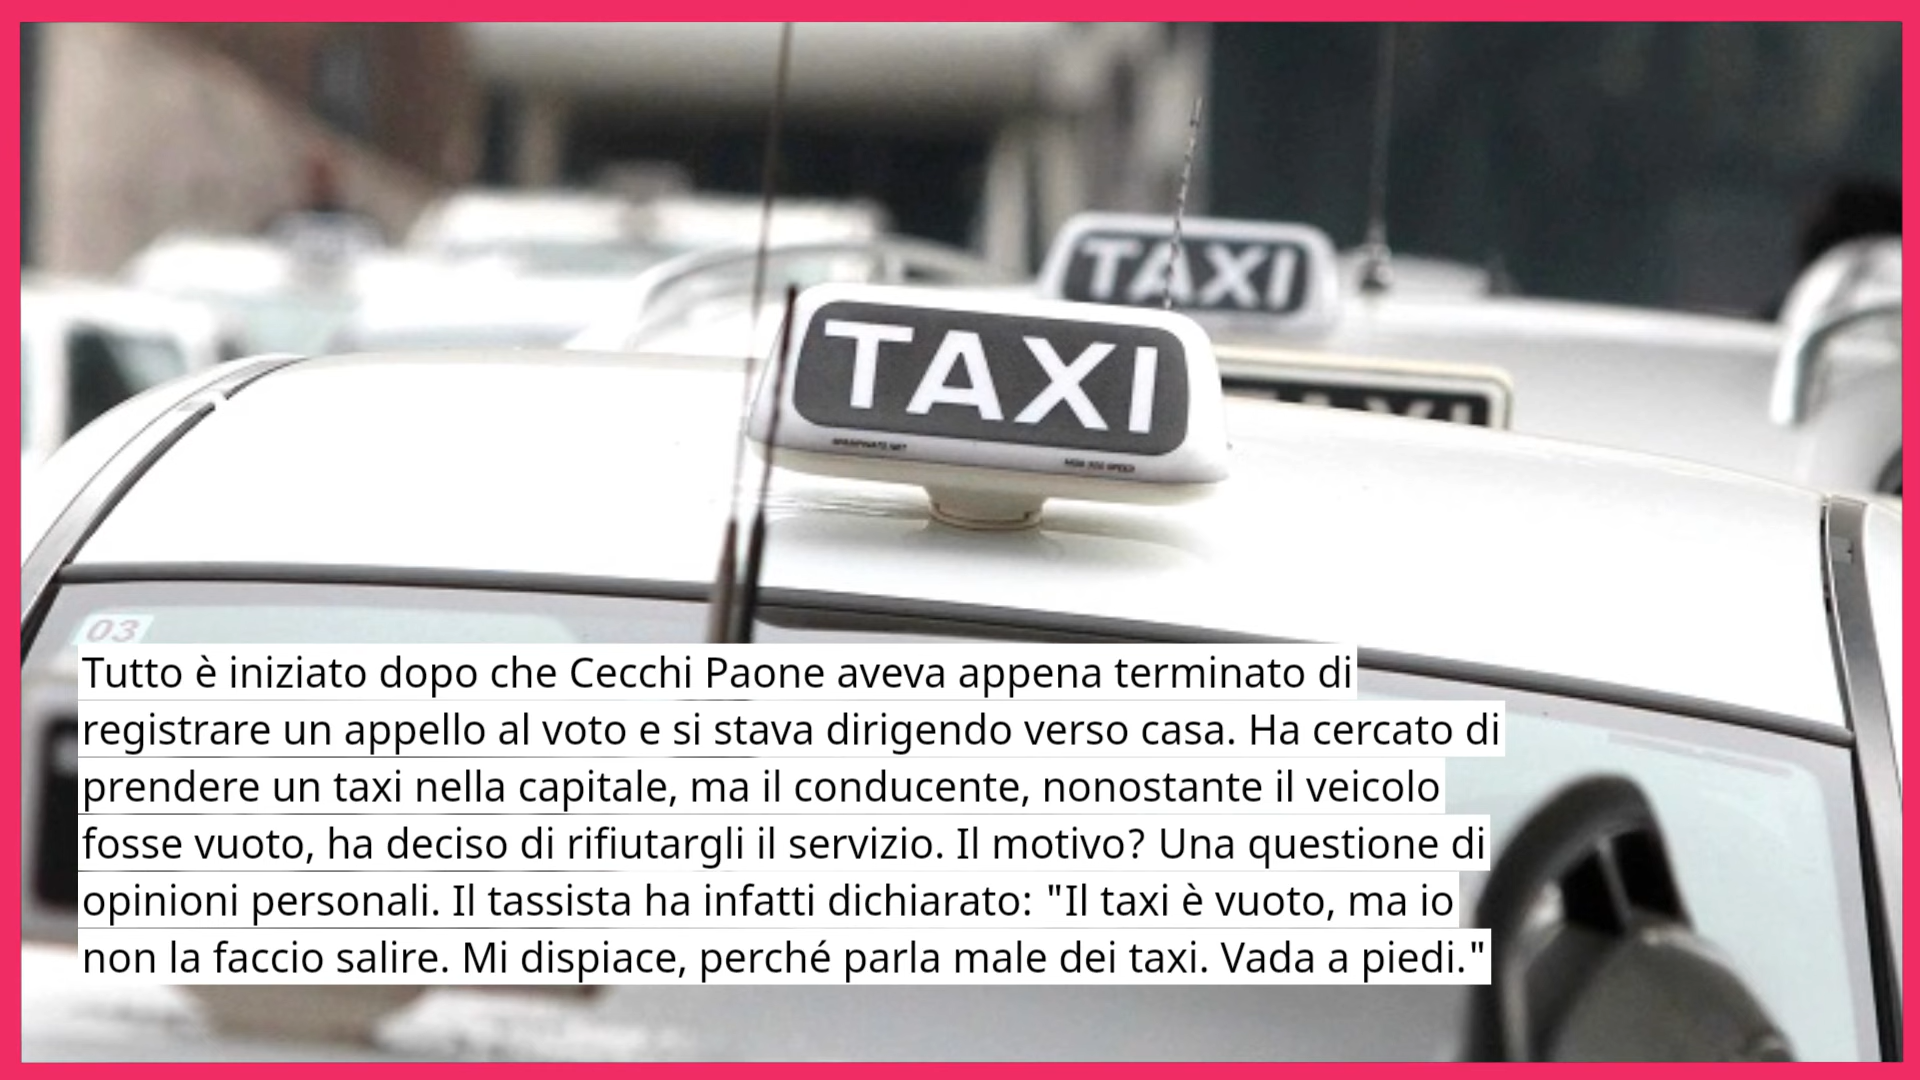 TAXI
TAXI
03
Tutto è iniziato dopo che Cecchi Paone aveva appena terminato di
registrare un appello al voto e si stava dirigendo verso casa. Ha cercato di
prendere un taxi nella capitale, ma il conducente, nonostante il veicolo
fosse vuoto, ha deciso di rifiutargli il servizio. Il motivo? Una questione di
opinioni personali. Il tassista ha infatti dichiarato: "Il taxi è vuoto, ma io
non la faccio salire. Mi dispiace, perché parla male dei taxi. Vada a piedi."